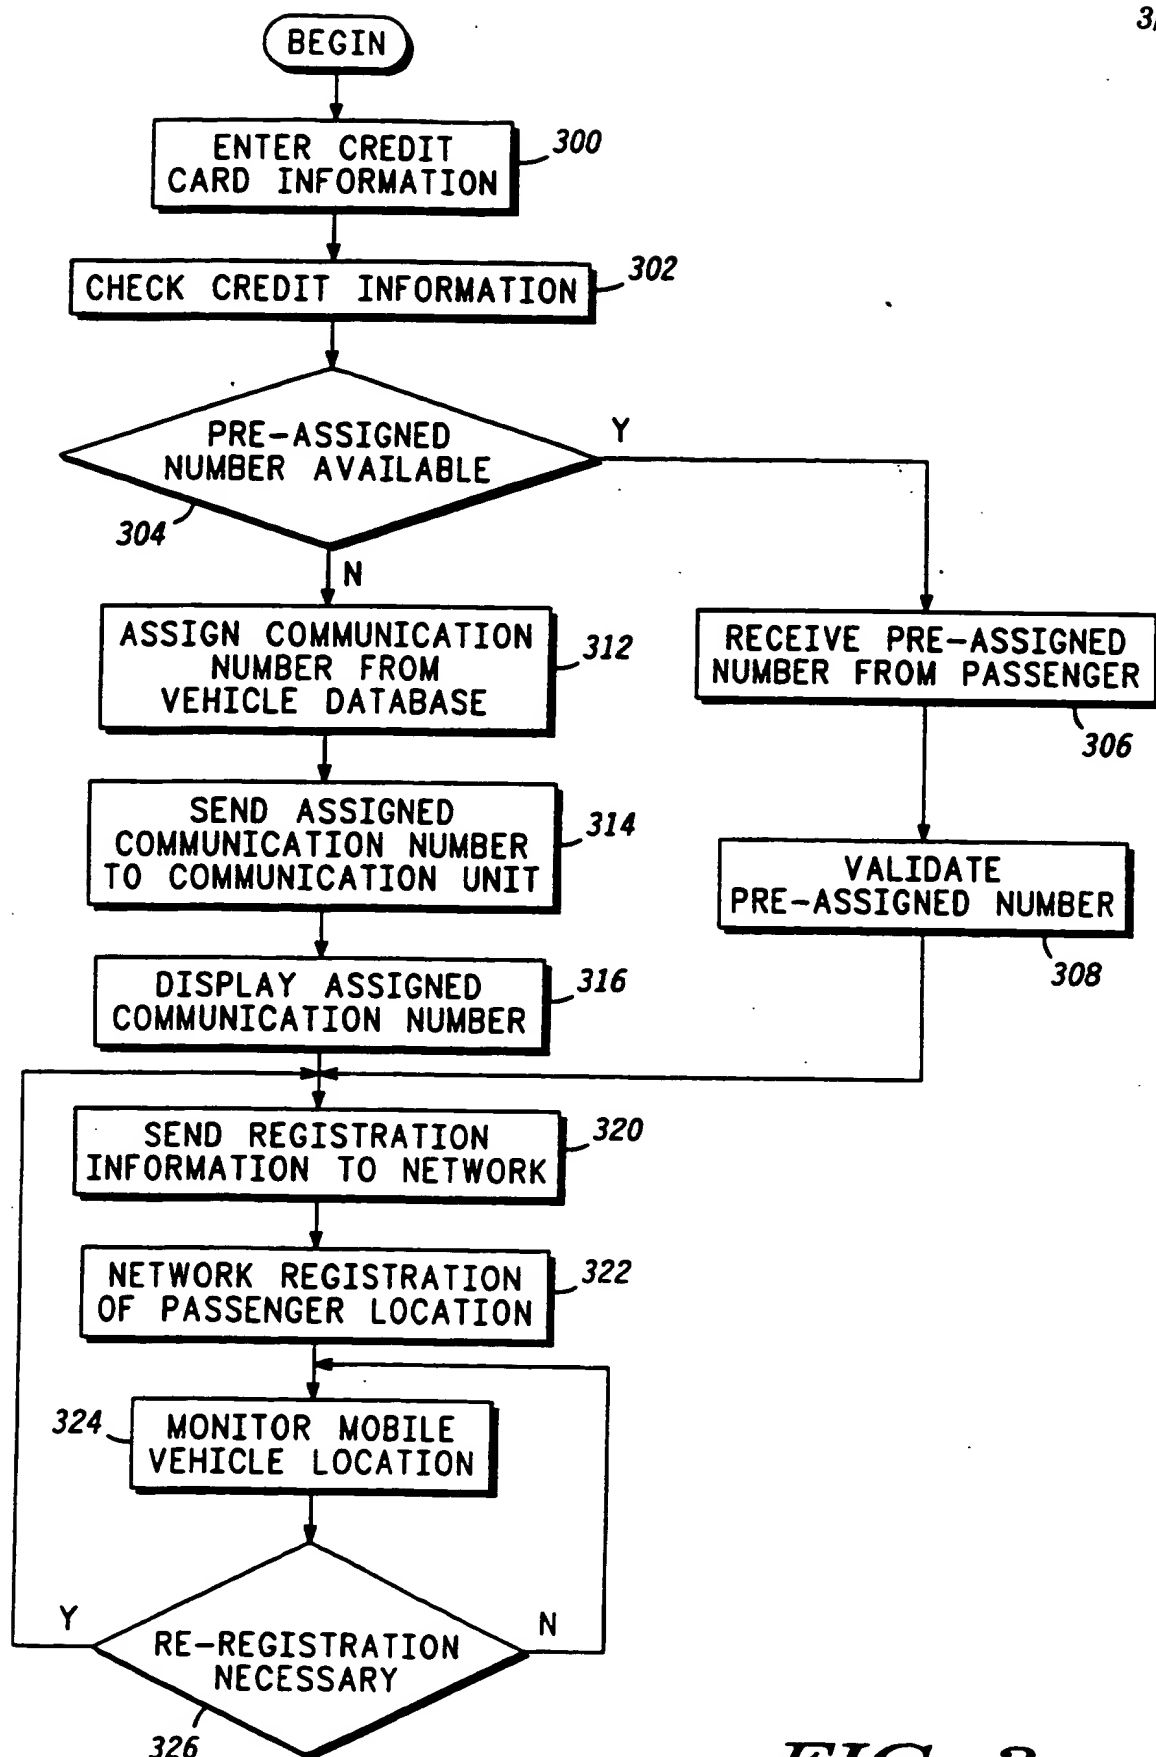 BEGIN
ENTER CREDIT
CARD INFORMATION
300
CHECK CREDIT INFORMATION
302
PRE-ASSIGNED
NUMBER AVAILABLE
304
Y
N
ASSIGN COMMUNICATION
NUMBER FROM
VEHICLE DATABASE
312
RECEIVE PRE-ASSIGNED
NUMBER FROM PASSENGER
306
SEND ASSIGNED
COMMUNICATION NUMBER
TO COMMUNICATION UNIT
314
VALIDATE
PRE-ASSIGNED NUMBER
308
DISPLAY ASSIGNED
COMMUNICATION NUMBER
316
SEND REGISTRATION
INFORMATION TO NETWORK
320
NETWORK REGISTRATION
OF PASSENGER LOCATION
322
324
MONITOR MOBILE
VEHICLE LOCATION
Y
N
RE-REGISTRATION
NECESSARY
326